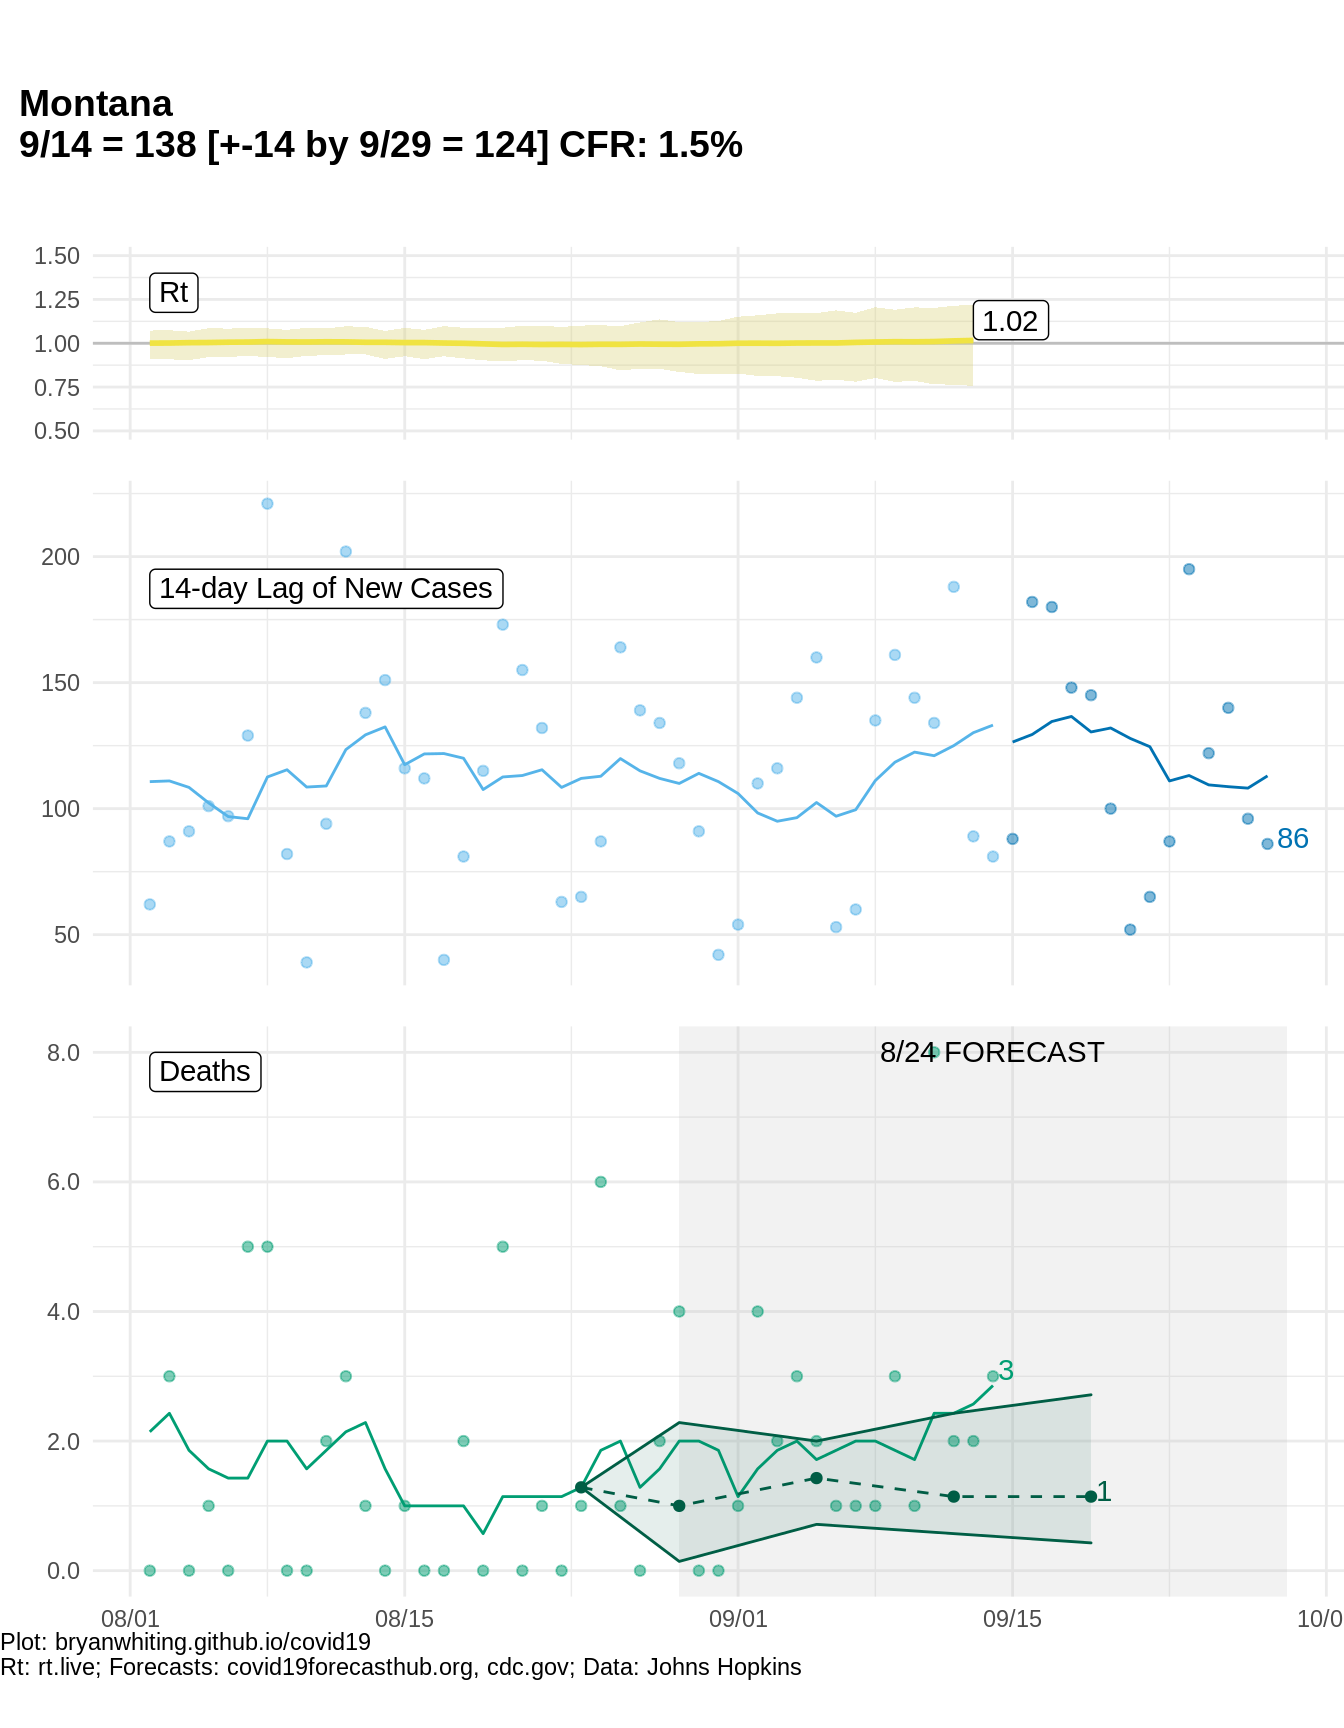 Montana
9/14 = 138 [+-14 by 9/29 = 124] CFR: 1.5%
1.50
1.25
1.00
0.75
0.50
Rt
1.02
200
150
100
50
14-day Lag of New Cases
86
8.0
6.0
4.0
2.0
0.0
Deaths
8/24 FORECAST
3
1
08/01
08/15
09/01
09/15
10/0
Plot: bryanwhiting.github.io/covid19
Rt: rt.live; Forecasts: covid19forecasthub.org, cdc.gov; Data: Johns Hopkins